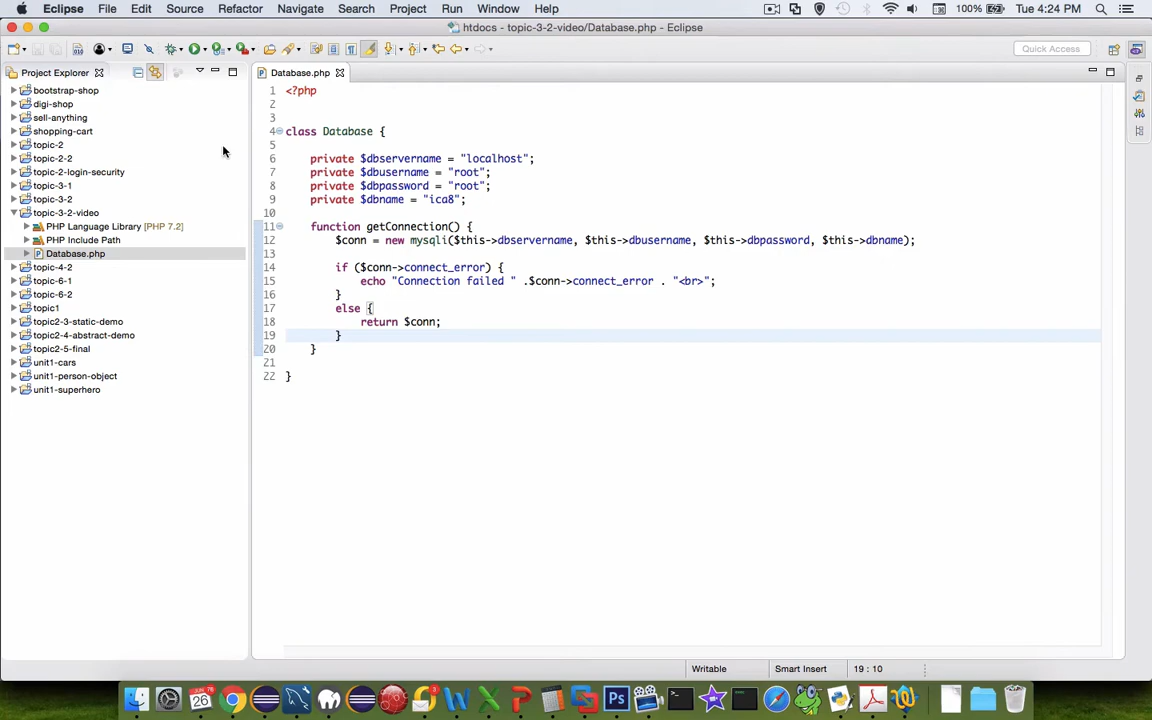 Eclipse File Edit Source Refactor Navigate Search Project Run Window Help 100% Tue 4:24 PM
htdocs - topic-3-2-video/Database.php - Eclipse
Quick Access
Project Explorer
bootstrap-shop
digi-shop
sell-anything
shopping-cart
topic-2
topic-2-2
topic-2-login-security
topic-3-1
topic-3-2
topic-3-2-video
PHP Language Library [PHP 7.2]
PHP Include Path
Database.php
topic-4-2
topic-6-1
topic-6-2
topic1
topic2-3-static-demo
topic2-4-abstract-demo
topic2-5-final
unit1-cars
unit1-person-object
unit1-superhero
Database.php
1 <?php
2
3
4 class Database {
5
6 private $dbservername = "localhost";
7 private $dbusername = "root";
8 private $dbpassword = "root";
9 private $dbname = "ica8";
10
11 function getConnection() {
12 $conn = new mysqli($this->dbservername, $this->dbusername, $this->dbpassword, $this->dbname);
13
14 if ($conn->connect_error) {
15 echo "Connection failed " .$conn->connect_error . "<br>";
16 }
17 else {
18 return $conn;
19 }
20 }
21
22 }
Writable Smart Insert 19 : 10